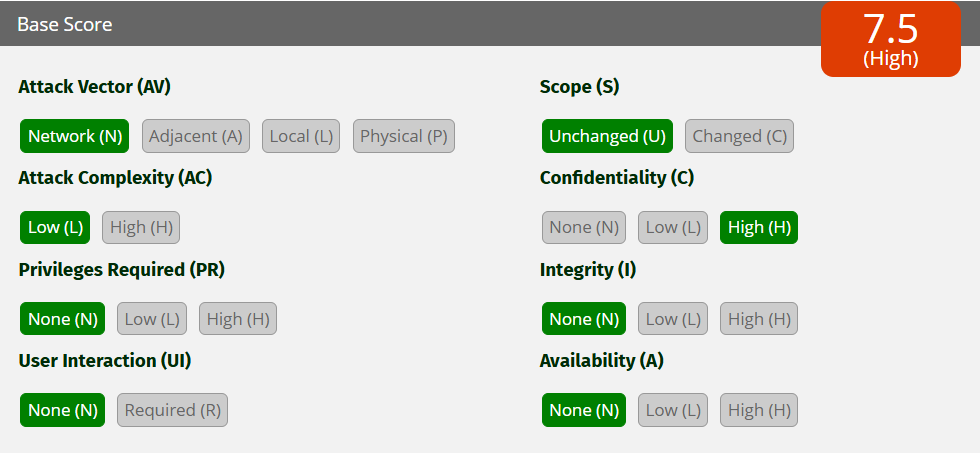 Base Score
7.5
(High)
Attack Vector (AV)
Network (N) Adjacent (A) Local (L) Physical (P)
Attack Complexity (AC)
Low (L) High (H)
Privileges Required (PR)
None (N) Low (L) High (H)
User Interaction (UI)
None (N) Required (R)
Scope (S)
Unchanged (U) Changed (C)
Confidentiality (C)
None (N) Low (L) High (H)
Integrity (I)
None (N) Low (L) High (H)
Availability (A)
None (N) Low (L) High (H)